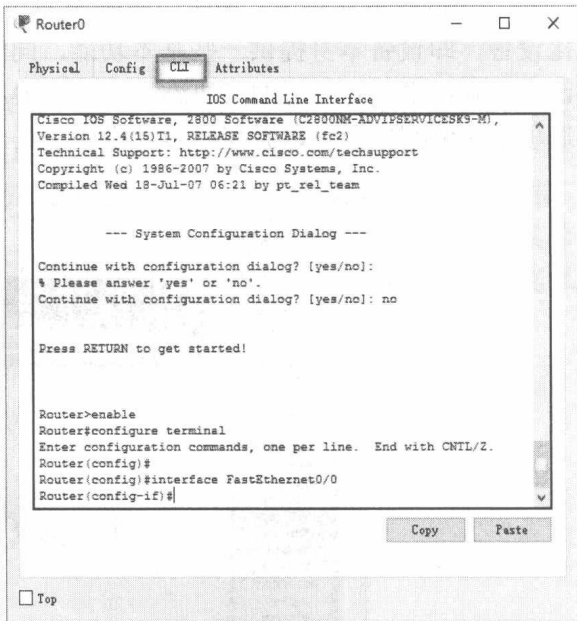 Router0
Physical Config CLI Attributes
IOS Command Line Interface
Cisco IOS Software, 2800 Software (C2800NM-ADVIPSERVICESK9-M),
Version 12.4(15)T1, RELEASE SOFTWARE (fc2)
Technical Support: http://www.cisco.com/techsupport
Copyright (c) 1986-2007 by Cisco Systems, Inc.
Compiled Wed 18-Jul-07 06:21 by pt_rel_team
--- System Configuration Dialog ---
Continue with configuration dialog? [yes/no]:
% Please answer 'yes' or 'no'.
Continue with configuration dialog? [yes/no]: no
Press RETURN to get started!
Router>enable
Router#configure terminal
Enter configuration commands, one per line. End with CNTL/Z.
Router(config)#
Router(config)#interface FastEthernet0/0
Router(config-if)#
Copy Paste
Top